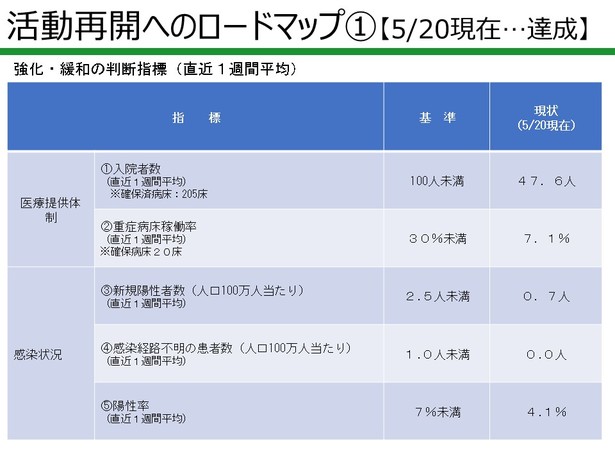 活動再開へのロードマップ①【5/20現在…達成】
強化・緩和の判断指標（直近１週間平均）
指　標
基　準
現状
（5/20現在）
医療提供体
制
①入院者数
（直近１週間平均）
※確保済病床：205床
100人未満
４７．６人
②重症病床稼働率
（直近１週間平均）
※確保病床２０床
３０％未満
７．１％
感染状況
③新規陽性者数（人口100万人当たり）
（直近１週間平均）
２.５人未満
０．７人
④感染経路不明の患者数（人口100万人当たり）
（直近１週間平均）
１.０人未満
０.０人
⑤陽性率
（直近１週間平均）
７％未満
４.１％